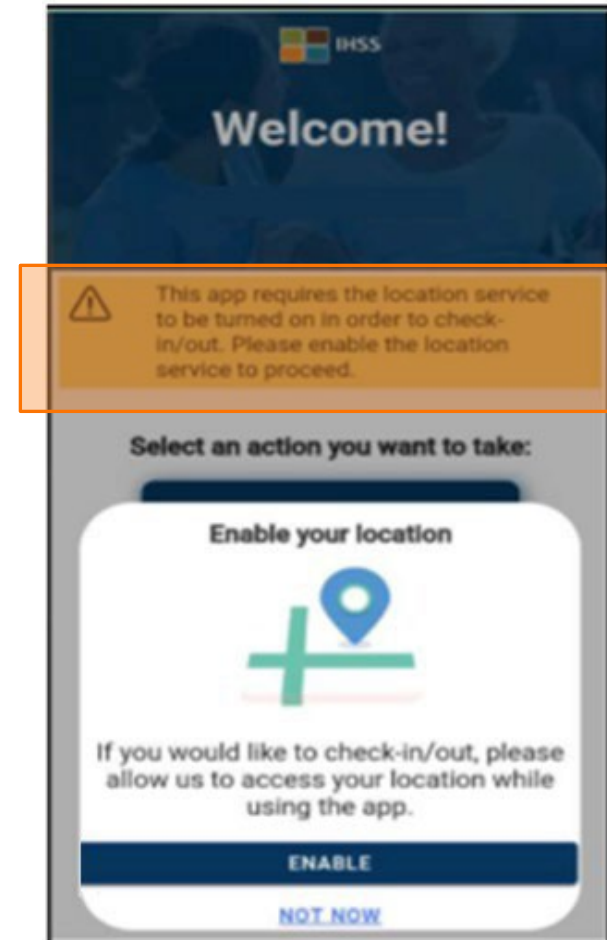 IHSS
Welcome!
This app requires the location service
to be turned on in order to check-
in/out. Please enable the location
service to proceed.
Select an action you want to take:
Enable your location
If you would like to check-in/out, please
allow us to access your location while
using the app.
ENABLE
NOT NOW